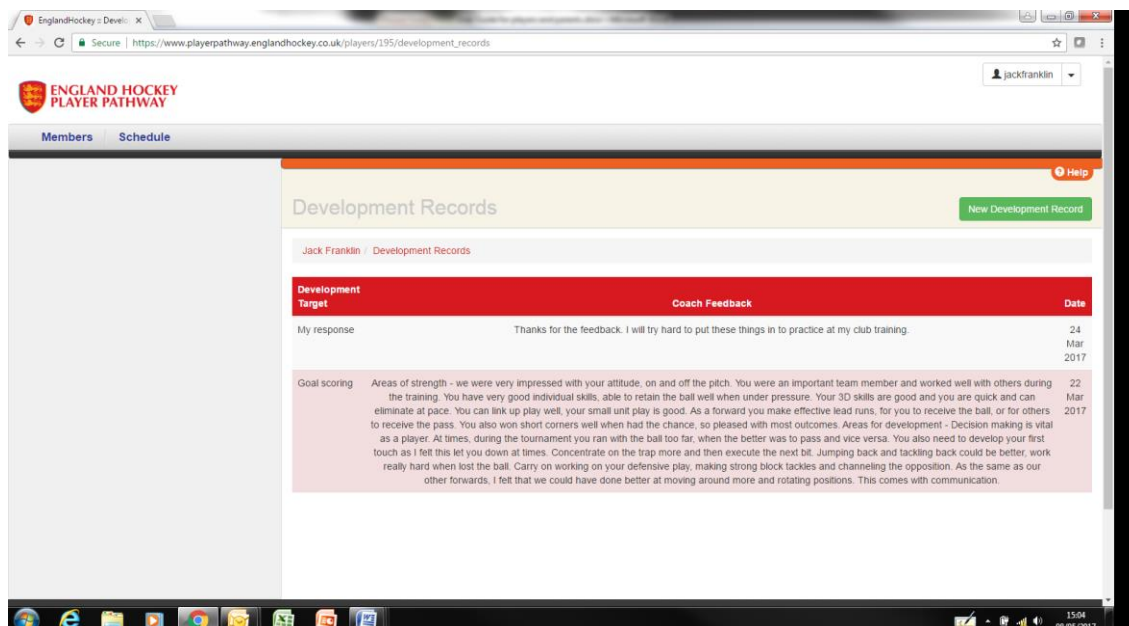 EnglandHockey :: Develo
Secure | https://www.playerpathway.englandhockey.co.uk/players/195/development_records
jackfranklin
ENGLAND HOCKEY
PLAYER PATHWAY
Members Schedule
Help
Development Records
New Development Record
Jack Franklin / Development Records
Development
Target Coach Feedback Date
My response Thanks for the feedback. I will try hard to put these things in to practice at my club training. 24
Mar
2017
Goal scoring Areas of strength - we were very impressed with your attitude, on and off the pitch. You were an important team member and worked well with others during 22
the training. You have very good individual skills, able to retain the ball well when under pressure. Your 3D skills are good and you are quick and can Mar
eliminate at pace. You can link up play well, your small unit play is good. As a forward you make effective lead runs, for you to receive the ball, or for others 2017
to receive the pass. You also won short corners well when had the chance, so pleased with most outcomes. Areas for development - Decision making is vital
as a player. At times, during the tournament you ran with the ball too far, when the better was to pass and vice versa. You also need to develop your first
touch as I felt this let you down at times. Concentrate on the trap more and then execute the next bit. Jumping back and tackling back could be better, work
really hard when lost the ball. Carry on working on your defensive play, making strong block tackles and channeling the opposition. As the same as our
other forwards, I felt that we could have done better at moving around more and rotating positions. This comes with communication.
15:04